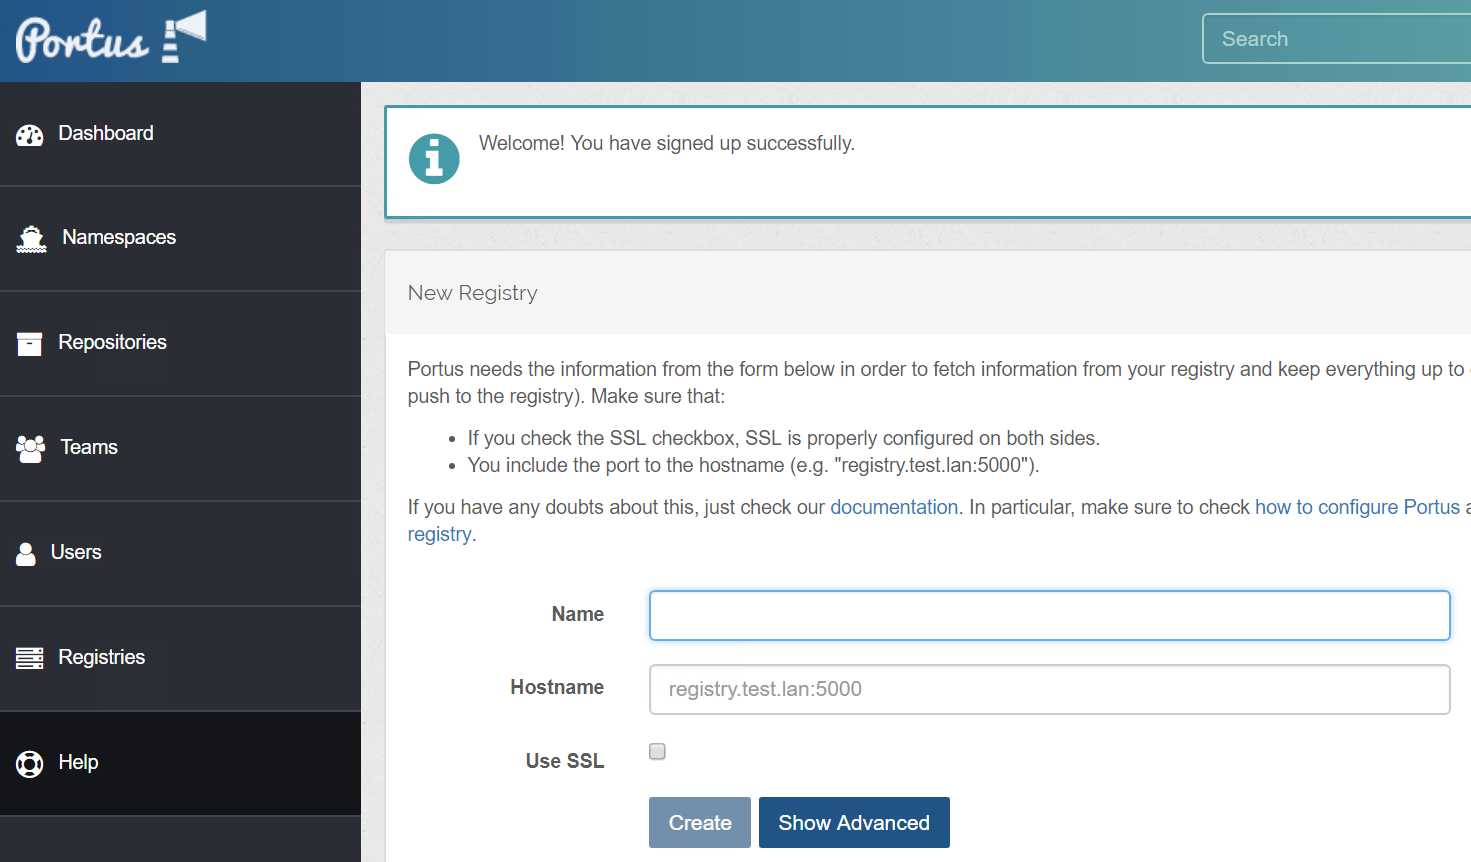 Portus
Search
Dashboard
Namespaces
Repositories
Teams
Users
Registries
Help
Welcome! You have signed up successfully.
New Registry
Portus needs the information from the form below in order to fetch information from your registry and keep everything up to
push to the registry). Make sure that:
• If you check the SSL checkbox, SSL is properly configured on both sides.
• You include the port to the hostname (e.g. "registry.test.lan:5000").
If you have any doubts about this, just check our documentation. In particular, make sure to check how to configure Portus
registry.
Name
Hostname
registry.test.lan:5000
Use SSL
Create
Show Advanced